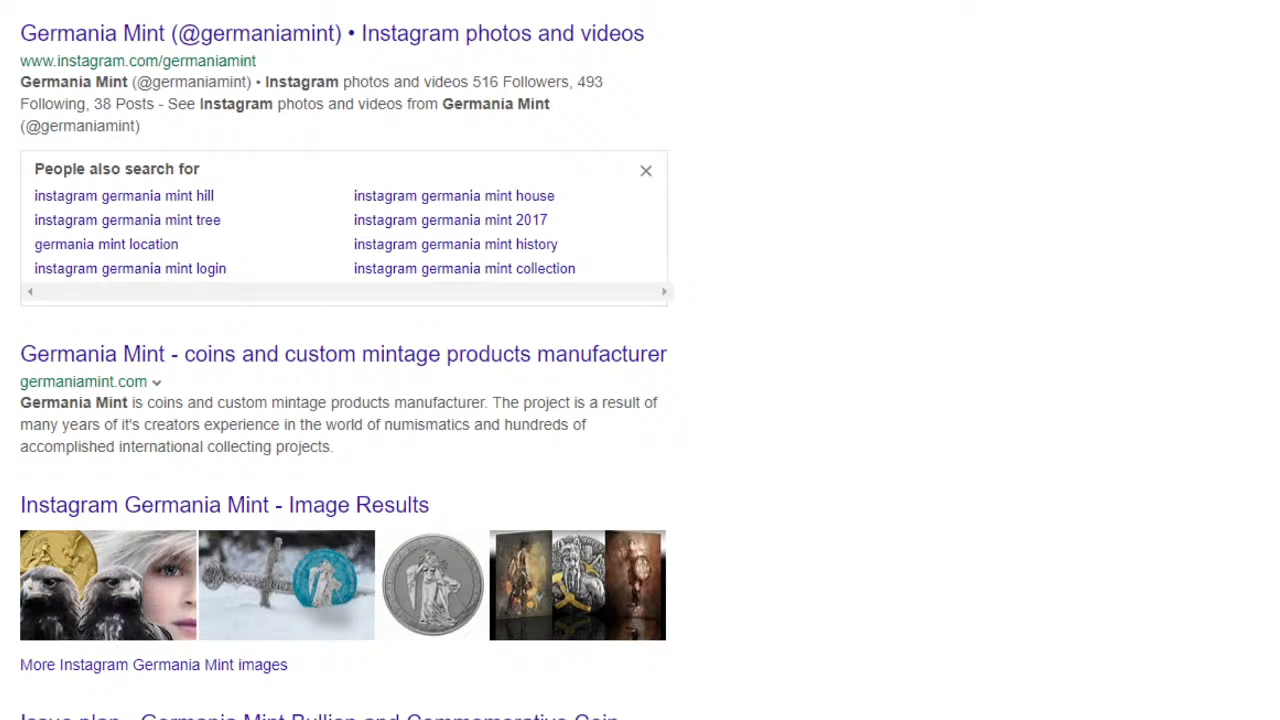 Germania Mint (@germaniamint) • Instagram photos and videos
www.instagram.com/germaniamint
Germania Mint (@germaniamint) • Instagram photos and videos 516 Followers, 493
Following, 38 Posts - See Instagram photos and videos from Germania Mint
(@germaniamint)
People also search for
instagram germania mint hill
instagram germania mint house
instagram germania mint tree
instagram germania mint 2017
germania mint location
instagram germania mint history
instagram germania mint login
instagram germania mint collection
Germania Mint - coins and custom mintage products manufacturer
germaniamint.com
Germania Mint is coins and custom mintage products manufacturer. The project is a result of
many years of it's creators experience in the world of numismatics and hundreds of
accomplished international collecting projects.
Instagram Germania Mint - Image Results
More Instagram Germania Mint images
Issue plan - Germania Mint Bullion and Commemorative Coin